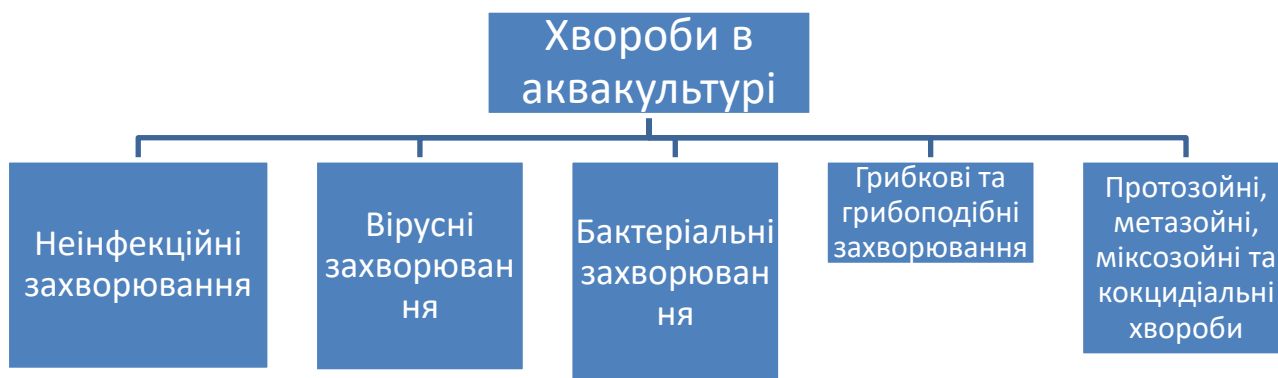 Хвороби в
аквакультурі
Неінфекційні
захворювання
Вірусні
захворюван
ня
Бактеріальні
захворюван
ня
Грибкові та
грибоподібні
захворювання
Протозойні,
метазойні,
міксозойні та
кокцидіальні
хвороби